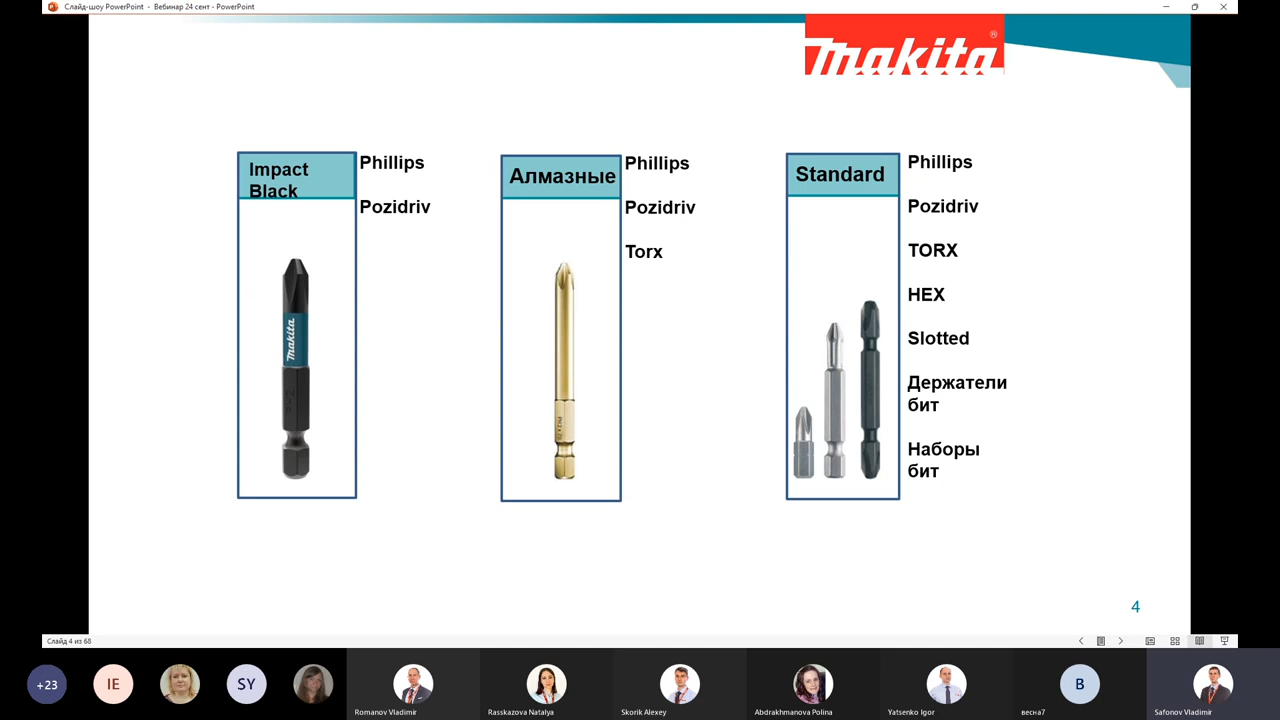 Слайд-шоу PowerPoint - Вебинар 24 сент - PowerPoint
makita®
Impact
Black
Phillips
Pozidriv
makita
Алмазные
Phillips
Pozidriv
Torx
Standard
Phillips
Pozidriv
TORX
HEX
Slotted
Держатели
бит
Наборы
бит
4
Слайд 4 из 68
+23
IE
SY
Romanov Vladimir
Rasskazova Natalya
Skorik Alexey
Abdrakhmanova Polina
Yatsenko Igor
B
весна7
Safonov Vladimir